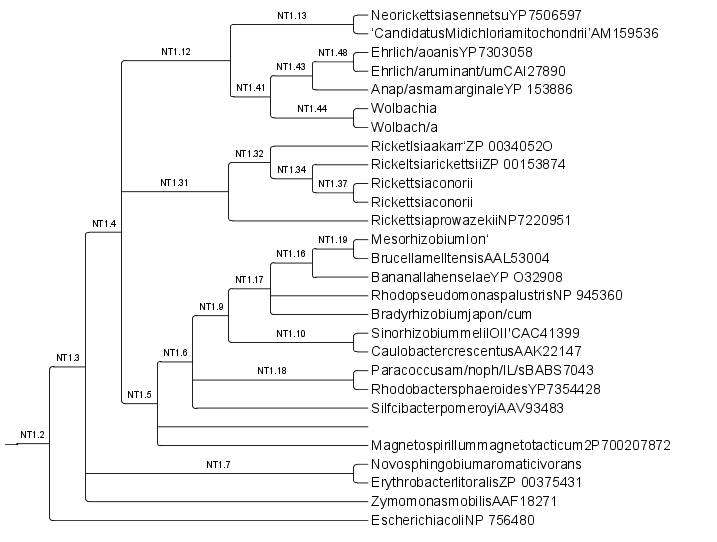 NT1.13
NeorickettsiasennetsuYP7506597
'CandidatusMidichloriamitochondrii'AM159536
NT1.12
NT1.48
Ehrlich/aoanisYP7303058
NT1.43
Ehrlich/aruminant/umCAI27890
NT1.41
Anap/asmamarginaleYP 153886
NT1.44
Wolbachia
Wolbach/a
Ricketlsiaakarr'ZP 0034052O
NT1.32
RickeltsiarickettsiiZP 00153874
NT1.34
NT1.31
NT1.37
Rickettsiaconorii
Rickettsiaconorii
RickettsiaprowazekiiNP7220951
NT1.4
NT1.19
MesorhizobiumIon'
NT1.16
BrucellamelItensisAAL53004
NT1.17
BananallahenselaeYP O32908
RhodopseudomonaspalustrisNP 945360
NT1.9
Bradyrhizobiumjapon/cum
NT1.10
SinorhizobiummelilOlI'CAC41399
NT1.6
CaulobactercrescentusAAK22147
NT1.3
NT1.18
Paracoccusam/noph/IL/sBABS7043
RhodobactersphaeroidesYP7354428
NT1.5
SilfcibacterpomeroyiAAV93483
NT1.2
Magnetospirillummagnetotacticum2P700207872
NT1.7
Novosphingobiumaromaticivorans
ErythrobacterlitoralisZP 00375431
ZymomonasmobilisAAF18271
EscherichiacoliNP 756480